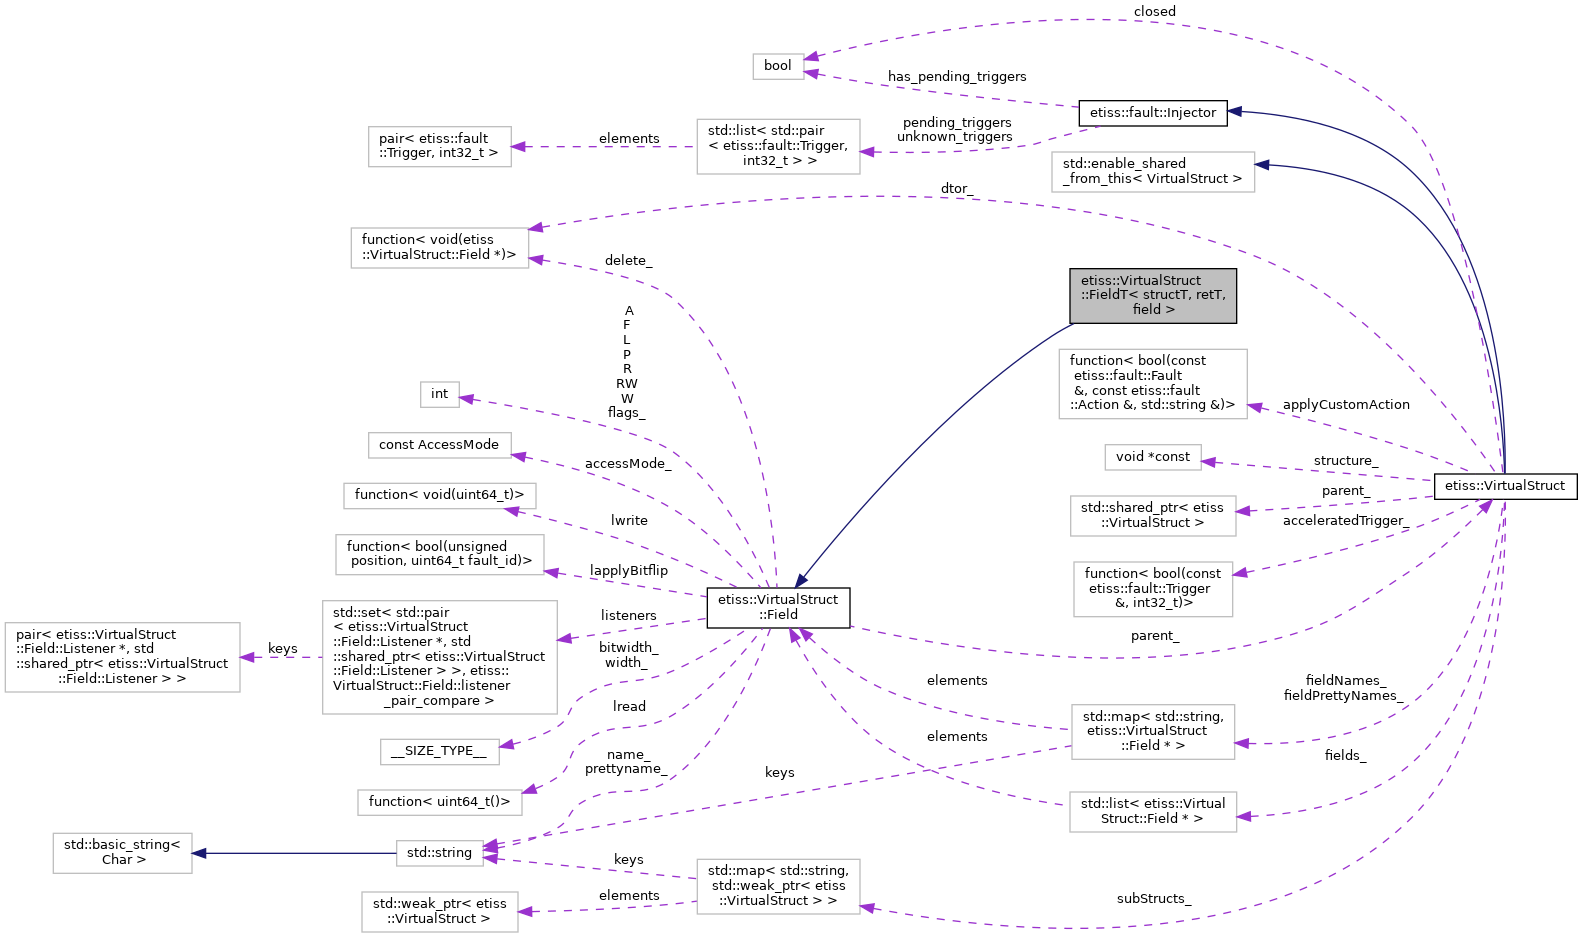 closed
bool
has_pending_triggers
etiss::fault::Injector
pending_triggers
unknown_triggers
pair< etiss::fault
::Trigger, int32_t >
elements
std::list< std::pair
< etiss::fault::Trigger,
int32_t > >
std::enable_shared
_from_this< VirtualStruct >
dtor_
function< void(etiss
::VirtualStruct::Field *)>
delete_
etiss::VirtualStruct
::FieldT< structT, retT,
field >
A
F
L
P
R
RW
W
flags_
int
function< bool(const
etiss::fault::Fault
&, const etiss::fault
::Action &, std::string &)>
applyCustomAction
const AccessMode
accessMode_
void *const
structure_
etiss::VirtualStruct
function< void(uint64_t)>
lwrite
std::shared_ptr< etiss
::VirtualStruct >
parent_
acceleratedTrigger_
function< bool(unsigned
position, uint64_t fault_id)>
lapplyBitflip
function< bool(const
etiss::fault::Trigger
&, int32_t)>
etiss::VirtualStruct
::Field
listeners
std::set< std::pair
< etiss::VirtualStruct
::Field::Listener *, std
::shared_ptr< etiss::VirtualStruct
::Field::Listener > >, etiss::
VirtualStruct::Field::listener
_pair_compare >
pair< etiss::VirtualStruct
::Field::Listener *, std
::shared_ptr< etiss::VirtualStruct
::Field::Listener > >
keys
bitwidth_
width_
parent_
elements
fieldNames_
fieldPrettyNames_
lread
std::map< std::string,
etiss::VirtualStruct
::Field * >
__SIZE_TYPE__
elements
name_
prettyname_
keys
fields_
function< uint64_t()>
std::list< etiss::Virtual
Struct::Field * >
std::basic_string<
Char >
std::string
keys
std::map< std::string,
std::weak_ptr< etiss
::VirtualStruct > >
elements
std::weak_ptr< etiss
::VirtualStruct >
subStructs_